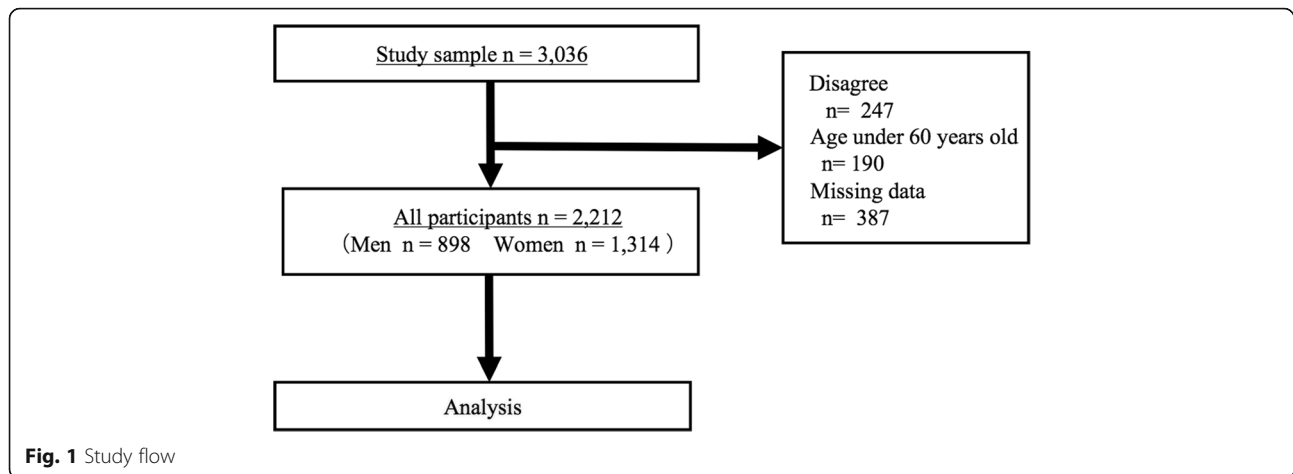 Study sample n = 3,036
Disagree
n= 247
Age under 60 years old
n= 190
Missing data
n= 387
All participants n = 2,212
（Men n = 898 Women n = 1,314 ）
Analysis
Fig. 1 Study flow